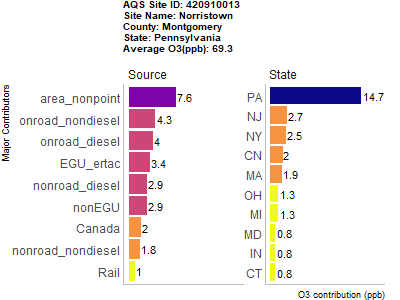 AQS Site ID: 420910013
Site Name: Norristown
County: Montgomery
State: Pennsylvania
Average O3(ppb): 69.3
Major Contributors
Source
area_nonpoint 7.6
onroad_nondiesel 4.3
onroad_diesel 4
EGU_ertac 3.4
nonroad_diesel 2.9
nonEGU 2.9
Canada 2
nonroad_nondiesel 1.8
Rail 1
State
PA 14.7
NJ 2.7
NY 2.5
CN 2
MA 1.9
OH 1.3
MI 1.3
MD 0.8
IN 0.8
CT 0.8
O3 contribution (ppb)